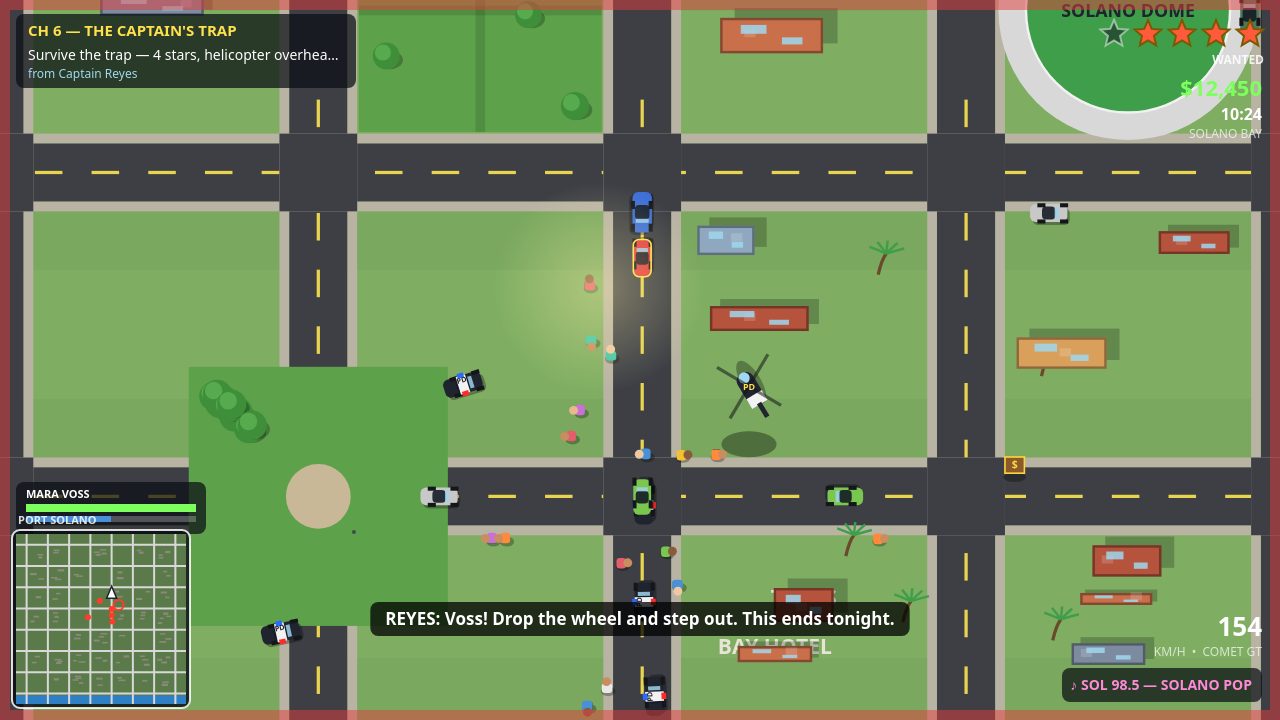 CH 6 — THE CAPTAIN'S TRAP
Survive the trap — 4 stars, helicopter overhea...
from Captain Reyes
SOLANO DOME
WANTED
$12,450
10:24
SOLANO BAY
PD
PD
$
MARA VOSS
PORT SOLANO
PD
REYES: Voss! Drop the wheel and step out. This ends tonight.
BAY HOTEL
154
KM/H • COMET GT
♪ SOL 98.5 — SOLANO POP